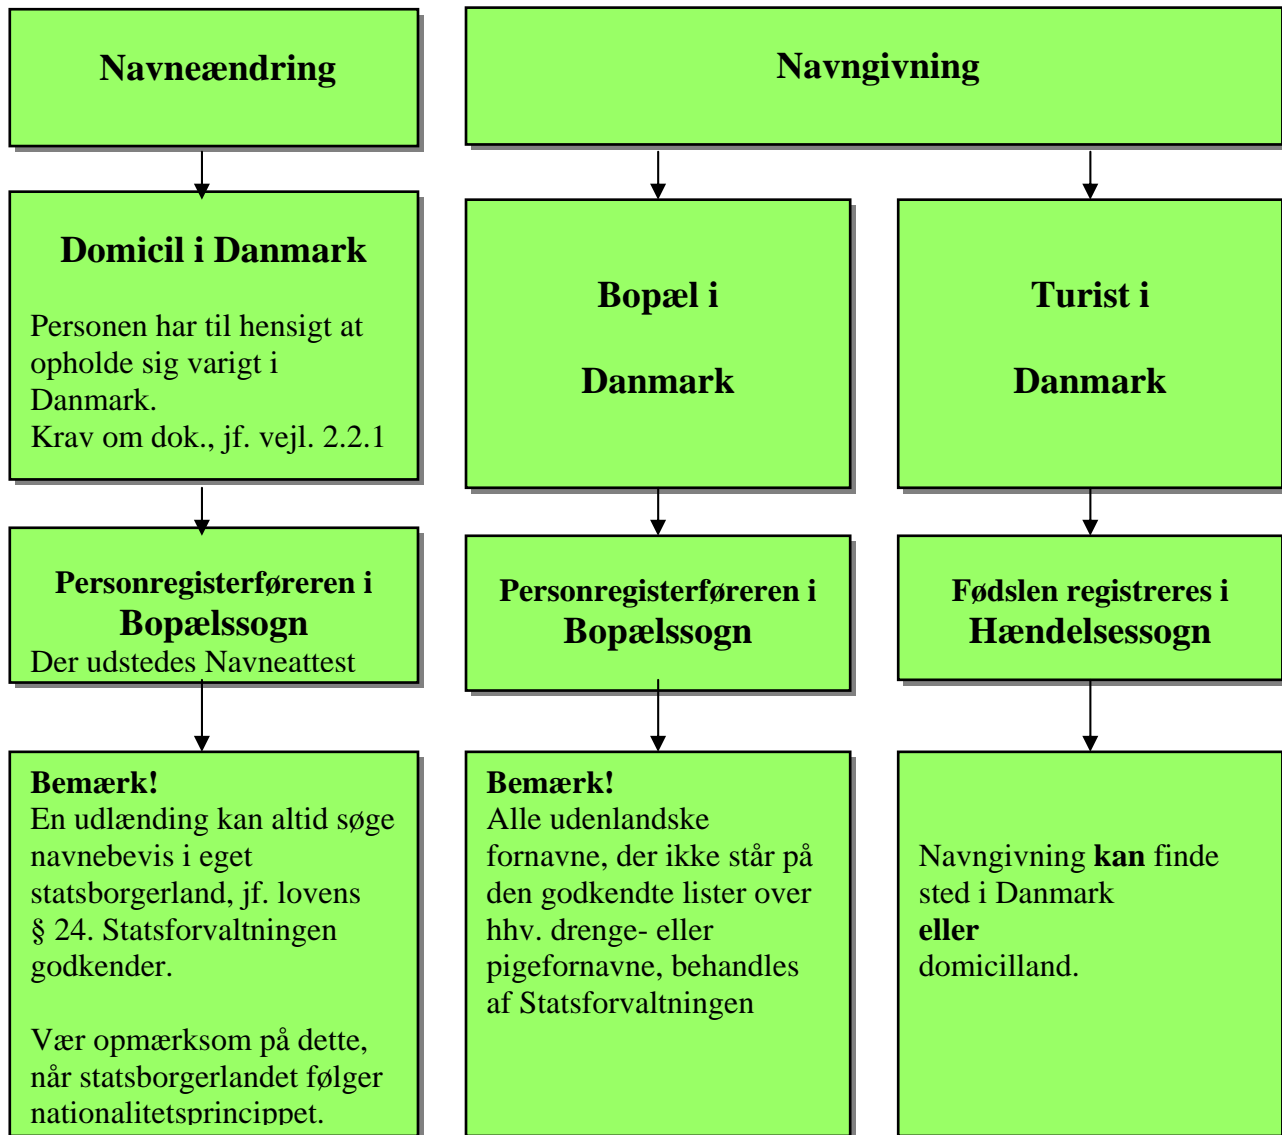 Navneændring
Navngivning
Domicil i Danmark
Personen har til hensigt at
opholde sig varigt i
Danmark.
Krav om dok., jf. vejl. 2.2.1
Bopæl i
Danmark
Turist i
Danmark
Personregisterføreren i
Bopælssogn
Der udstedes Navneattest
Personregisterføreren i
Bopælssogn
Fødslen registreres i
Hændelsessogn
Bemærk!
En udlænding kan altid søge
navnebevis i eget
statsborgerland, jf. lovens
§ 24. Statsforvaltningen
godkender.
Vær opmærksom på dette,
når statsborgerlandet følger
nationalitetsprincippet.
Bemærk!
Alle udenlandske
fornavne, der ikke står på
den godkendte lister over
hhv. drenge- eller
pigefornavne, behandles
af Statsforvaltningen
Navngivning kan finde
sted i Danmark
eller
domicilland.